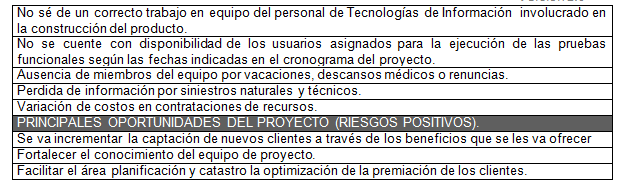 No sé de un correcto trabajo en equipo del personal de Tecnologías de Información involucrado en
la construcción del producto.
No se cuente con disponibilidad de los usuarios asignados para la ejecución de las pruebas
funcionales según las fechas indicadas en el cronograma del proyecto.
Ausencia de miembros del equipo por vacaciones, descansos médicos o renuncias.
Perdida de información por siniestros naturales y técnicos.
Variación de costos en contrataciones de recursos.
PRINCIPALES OPORTUNIDADES DEL PROYECTO (RIESGOS POSITIVOS).
Se va incrementar la captación de nuevos clientes a través de los beneficios que se les va ofrecer
Fortalecer el conocimiento del equipo de proyecto.
Facilitar el área planificación y catastro la optimización de la premiación de los clientes.